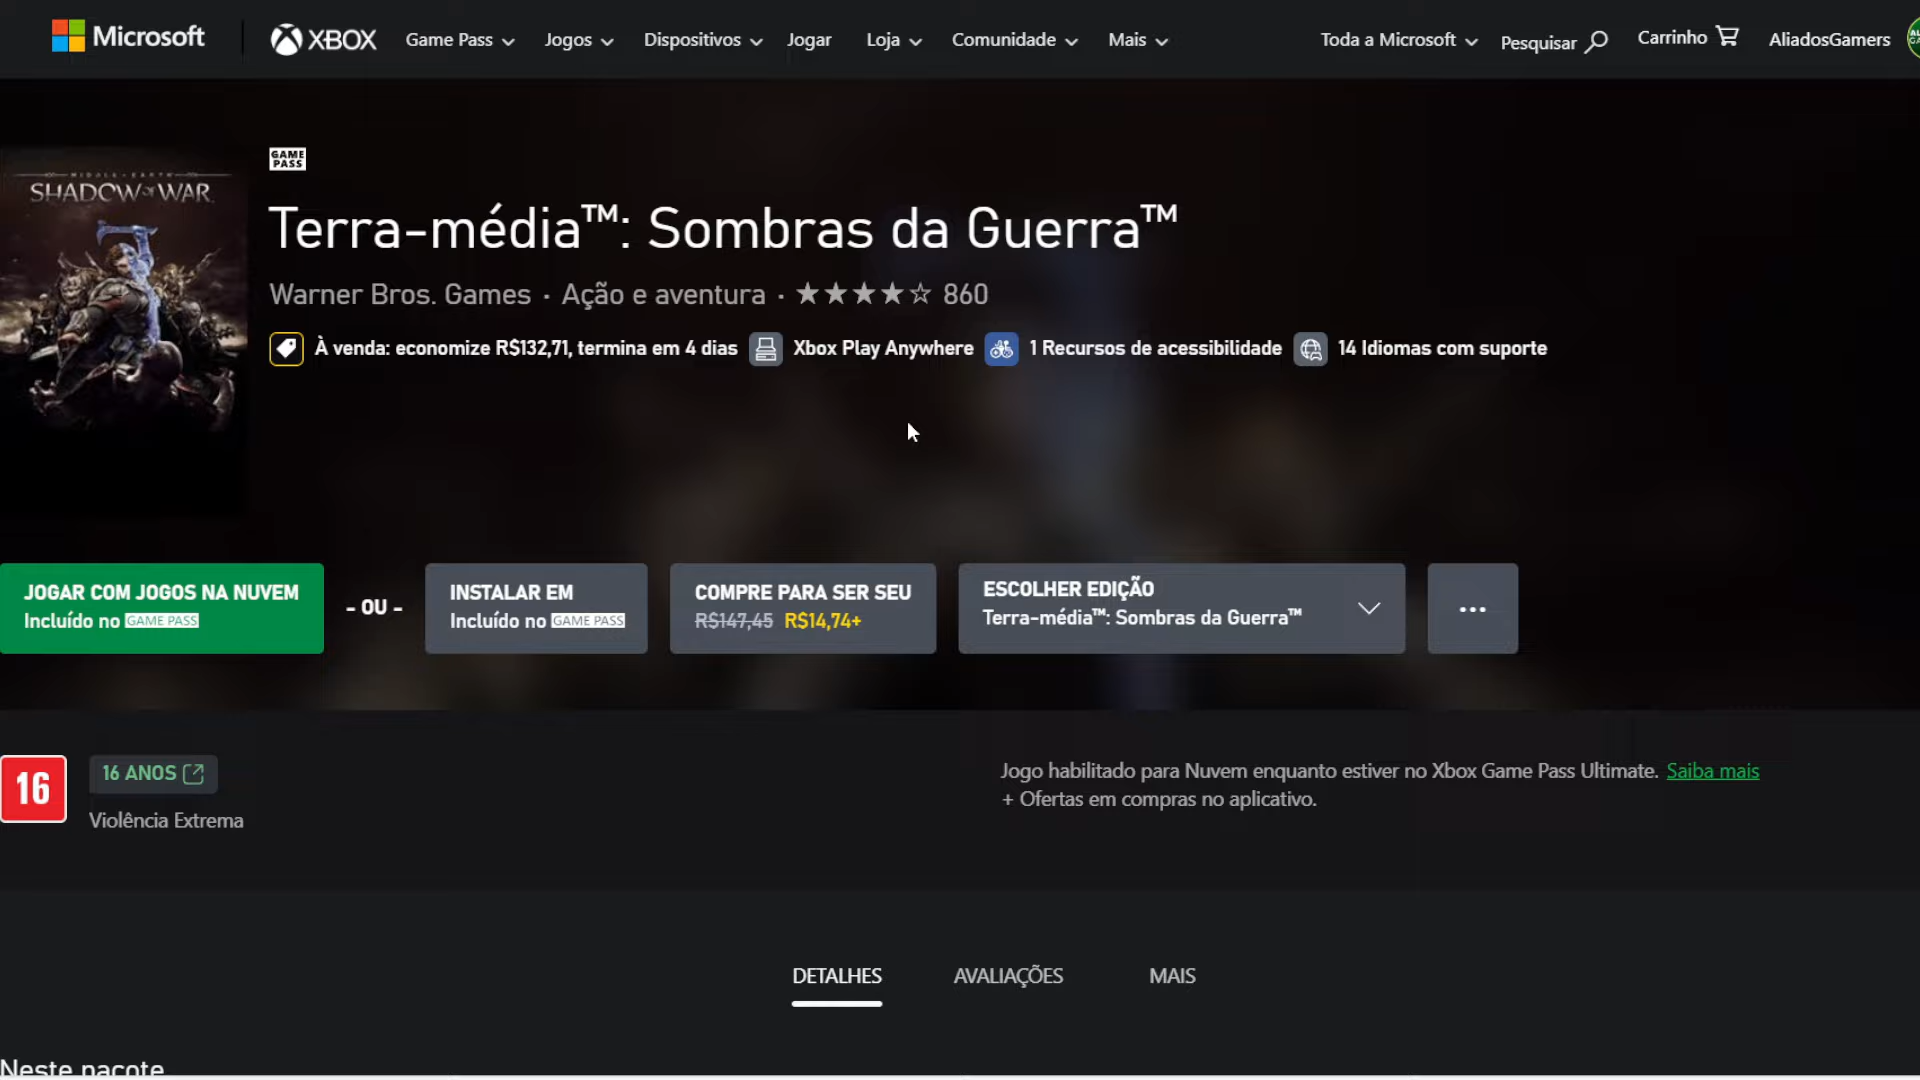 Microsoft
XBOX
Game Pass
Jogos
Dispositivos
Jogar
Loja
Comunidade
Mais
Toda a Microsoft
Pesquisar
Carrinho
AliadosGamers
MIDDLE-EARTH
SHADOW OF WAR
GAME PASS
Terra-média™: Sombras da Guerra™
Warner Bros. Games · Ação e aventura · ★★★★☆ 860
À venda: economize R$132,71, termina em 4 dias
Xbox Play Anywhere
1 Recursos de acessibilidade
14 Idiomas com suporte
JOGAR COM JOGOS NA NUVEM
Incluído no GAME PASS
- OU -
INSTALAR EM
Incluído no GAME PASS
COMPRE PARA SER SEU
R$147,45 R$14,74+
ESCOLHER EDIÇÃO
Terra-média™: Sombras da Guerra™
16
16 ANOS
Violência Extrema
Jogo habilitado para Nuvem enquanto estiver no Xbox Game Pass Ultimate. Saiba mais
+ Ofertas em compras no aplicativo.
DETALHES
AVALIAÇÕES
MAIS
Neste pacote